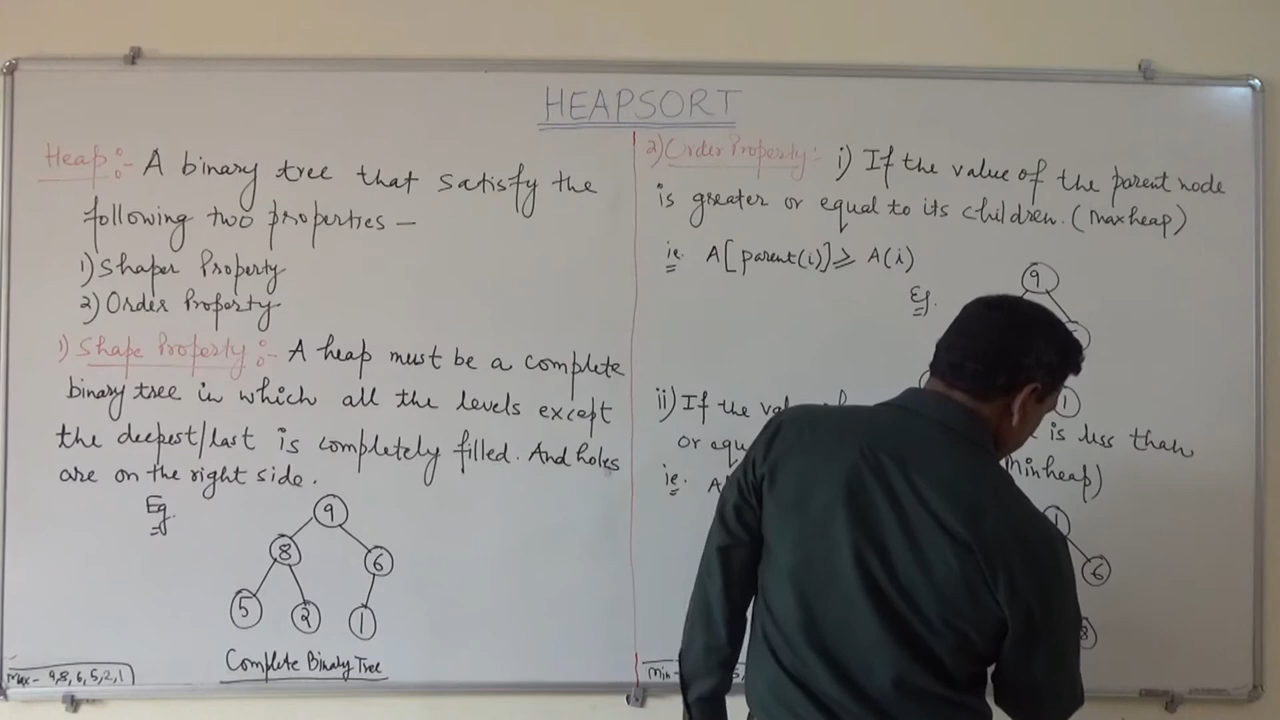 HEAPSORT
Heap:- A binary tree that satisfy the
following two properties -
1) Shaper Property
2) Order Property
1) Shape Property:- A heap must be a complete
binary tree in which all the levels except
the deepest/last is completely filled. And holes
are on the right side.
Eg.
9
8 6
5 2 1
Complete Binary Tree
Max- 9,8,6,5,2,1
2) Order Property:- i) If the value of the parent node
is greater or equal to its children. (Maxheap)
ie. A[parent(i)] ≥ A(i)
Eg.
9
1
ii) If the
is less than
or
Minheap)
ie. A
1
6
8
Min-
5,